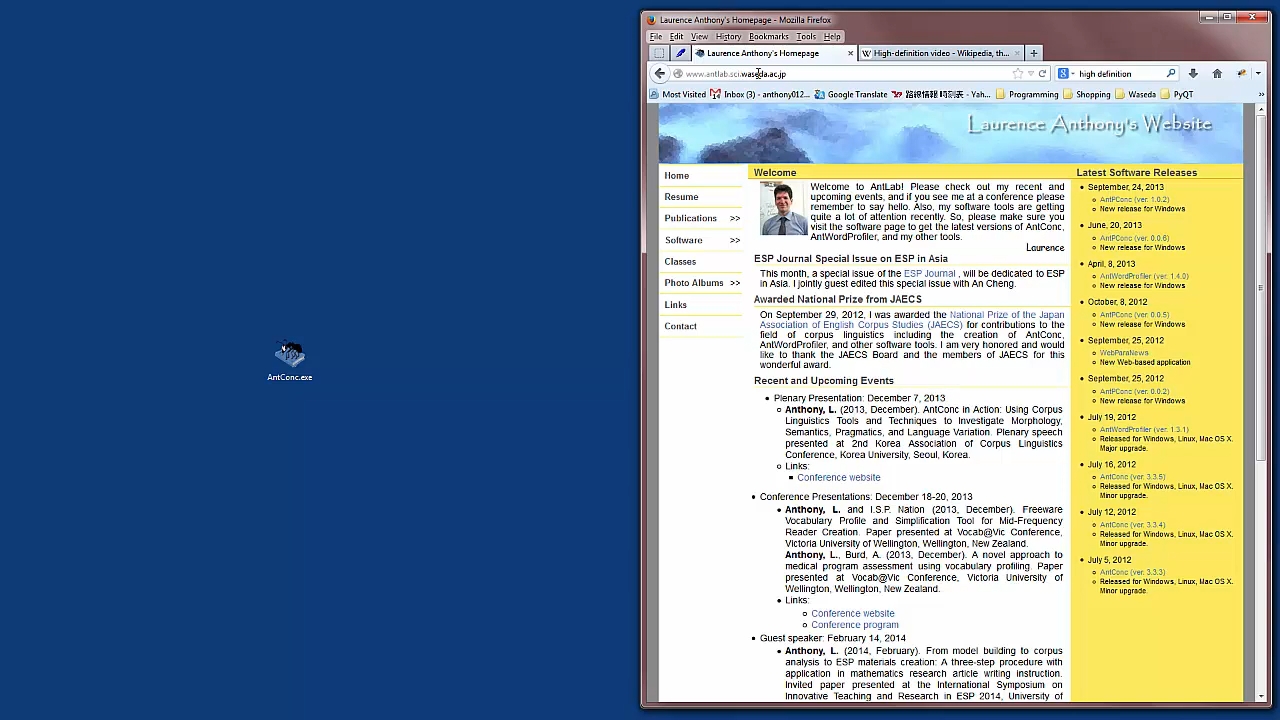 Laurence Anthony's Homepage - Mozilla Firefox
File Edit View History Bookmarks Tools Help
Laurence Anthony's Homepage
High-definition video - Wikipedia, th...
www.antlab.sci.waseda.ac.jp
high definition
Most Visited Inbox (3) - anthony012... Google Translate 路線情報,時刻表 - Yah... Programming Shopping Waseda PyQT
Laurence Anthony's Website
Home
Resume
Publications >>
Software >>
Classes
Photo Albums >>
Links
Contact
Welcome
Welcome to AntLab! Please check out my recent and
upcoming events, and if you see me at a conference please
remember to say hello. Also, my software tools are getting
quite a lot of attention recently. So, please make sure you
visit the software page to get the latest versions of AntConc,
AntWordProfiler, and my other tools.
Laurence
ESP Journal Special Issue on ESP in Asia
This month, a special issue of the ESP Journal , will be dedicated to ESP
in Asia. I jointly guest edited this special issue with An Cheng.
Awarded National Prize from JAECS
On September 29, 2012, I was awarded the National Prize of the Japan
Association of English Corpus Studies (JAECS) for contributions to the
field of corpus linguistics including the creation of AntConc,
AntWordProfiler, and other software tools. I am very honored and would
like to thank the JAECS Board and the members of JAECS for this
wonderful award.
Recent and Upcoming Events
Plenary Presentation: December 7, 2013
Anthony, L. (2013, December). AntConc in Action: Using Corpus
Linguistics Tools and Techniques to Investigate Morphology,
Semantics, Pragmatics, and Language Variation. Plenary speech
presented at 2nd Korea Association of Corpus Linguistics
Conference, Korea University, Seoul, Korea.
Links:
Conference website
Conference Presentations: December 18-20, 2013
Anthony, L. and I.S.P. Nation (2013, December). Freeware
Vocabulary Profile and Simplification Tool for Mid-Frequency
Reader Creation. Paper presented at Vocab@Vic Conference,
Victoria University of Wellington, Wellington, New Zealand.
Anthony, L., Burd, A. (2013, December). A novel approach to
medical program assessment using vocabulary profiling. Paper
presented at Vocab@Vic Conference, Victoria University of
Wellington, Wellington, New Zealand.
Links:
Conference website
Conference program
Guest speaker: February 14, 2014
Anthony, L. (2014, February). From model building to corpus
analysis to ESP materials creation: A three-step procedure with
application in mathematics research article writing instruction.
Invited paper presented at the International Symposium on
Innovative Teaching and Research in ESP 2014, University of
Latest Software Releases
September, 24, 2013
AntPConc (ver. 1.0.2)
New release for Windows
June, 20, 2013
AntPConc (ver. 0.0.6)
New release for Windows
April, 8, 2013
AntWordProfiler (ver. 1.4.0)
New release for Windows
October, 8, 2012
AntPConc (ver. 0.0.5)
New release for Windows
September, 25, 2012
WebParaNews
New Web-based application
September, 25, 2012
AntPConc (ver. 0.0.2)
New release for Windows
July 19, 2012
AntWordProfiler (ver. 1.3.1)
Released for Windows, Linux, Mac OS X.
Major upgrade.
July 16, 2012
AntConc (ver. 3.3.5)
Released for Windows, Linux, Mac OS X.
Minor upgrade.
July 12, 2012
AntConc (ver. 3.3.4)
Released for Windows, Linux, Mac OS X.
Minor upgrade.
July 5, 2012
AntConc (ver. 3.3.3)
Released for Windows, Linux, Mac OS X.
Minor upgrade.
AntConc.exe